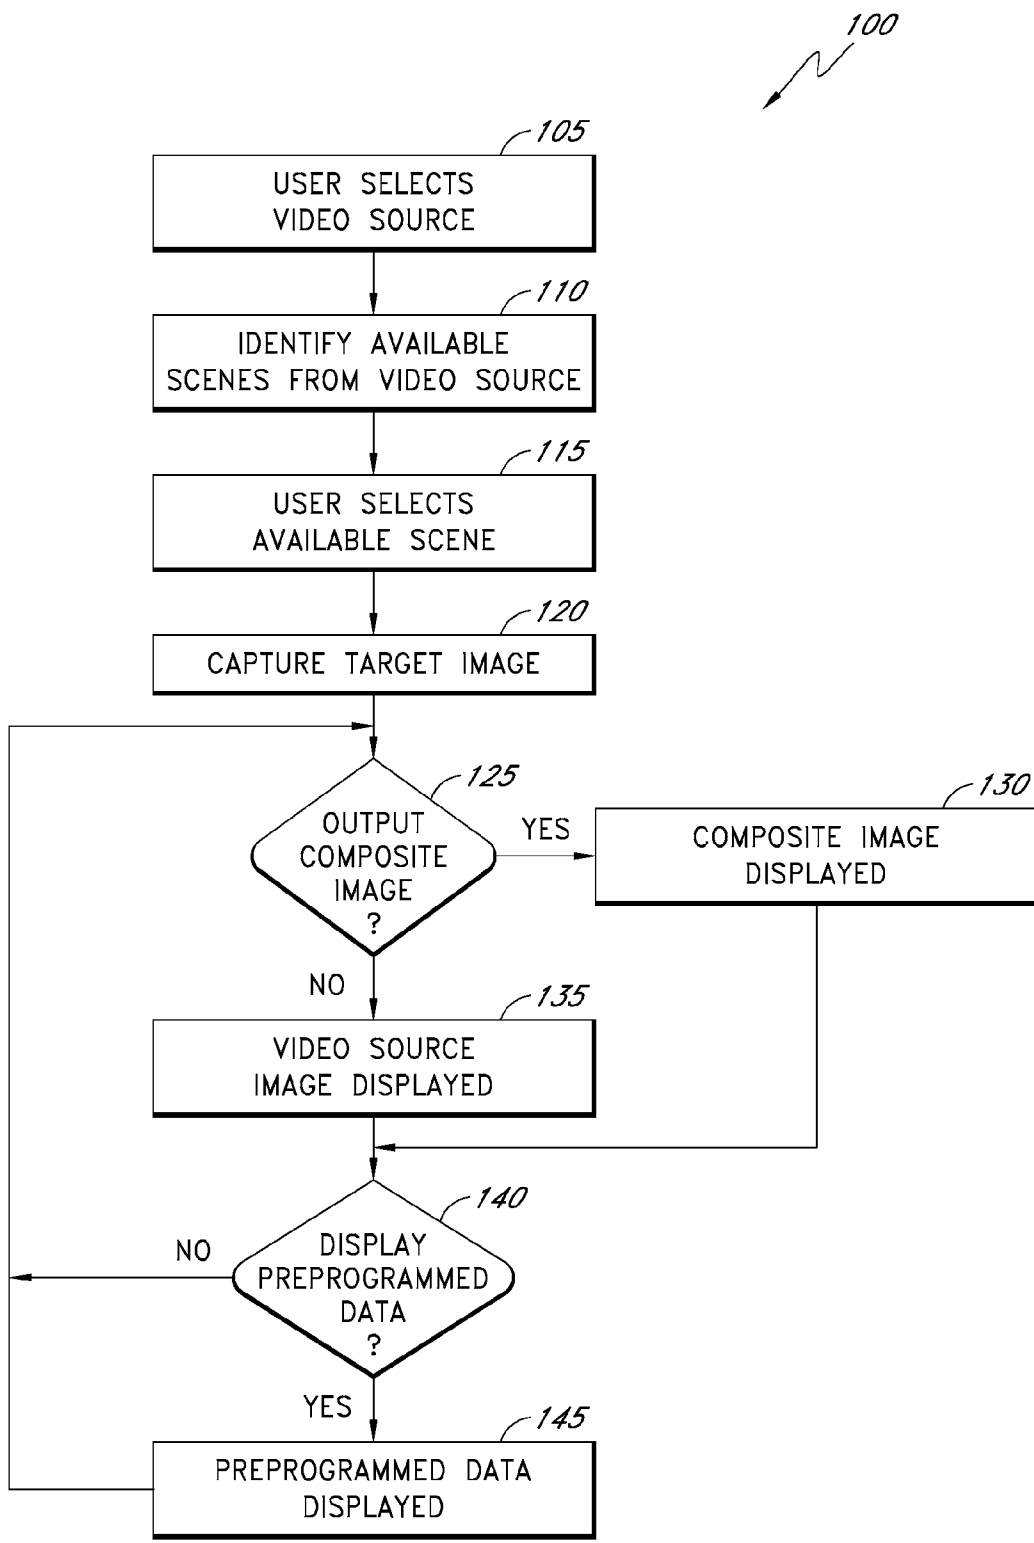 100
105
USER SELECTS
VIDEO SOURCE
110
IDENTIFY AVAILABLE
SCENES FROM VIDEO SOURCE
115
USER SELECTS
AVAILABLE SCENE
120
CAPTURE TARGET IMAGE
125
OUTPUT
COMPOSITE
IMAGE
?
YES
130
COMPOSITE IMAGE
DISPLAYED
NO
135
VIDEO SOURCE
IMAGE DISPLAYED
140
DISPLAY
PREPROGRAMMED
DATA
?
NO
YES
145
PREPROGRAMMED DATA
DISPLAYED